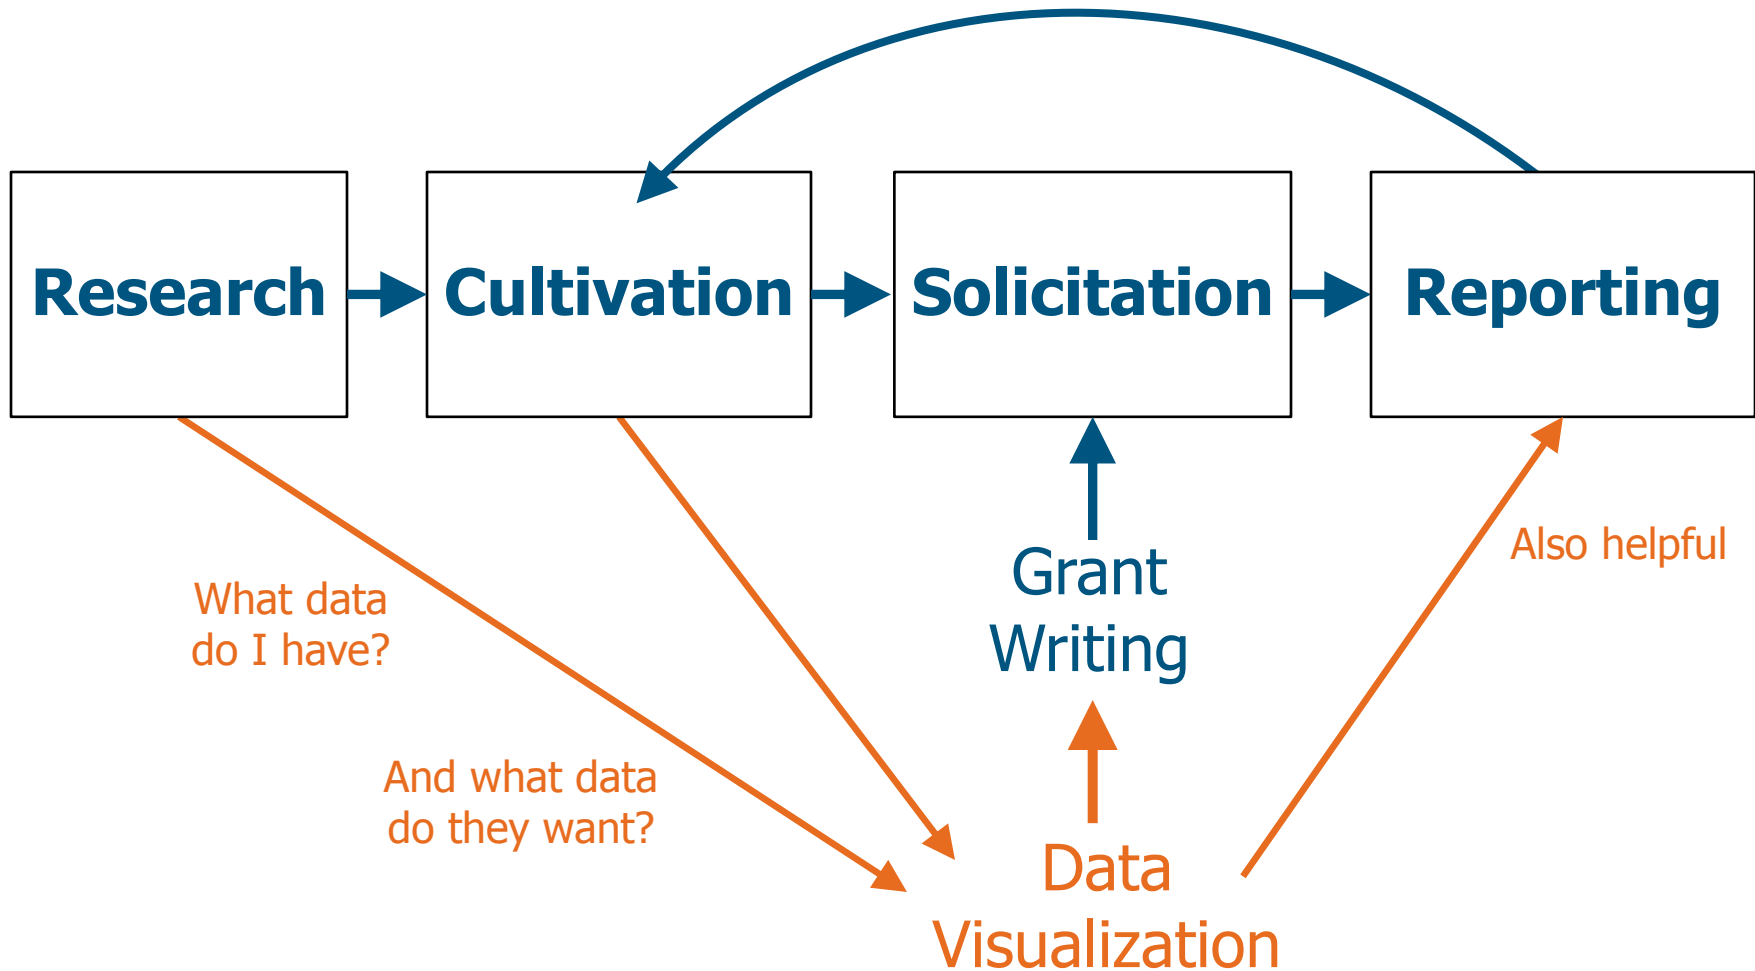 Research
Cultivation
Solicitation
Reporting
What data
do I have?
And what data
do they want?
Grant
Writing
Also helpful
Data
Visualization